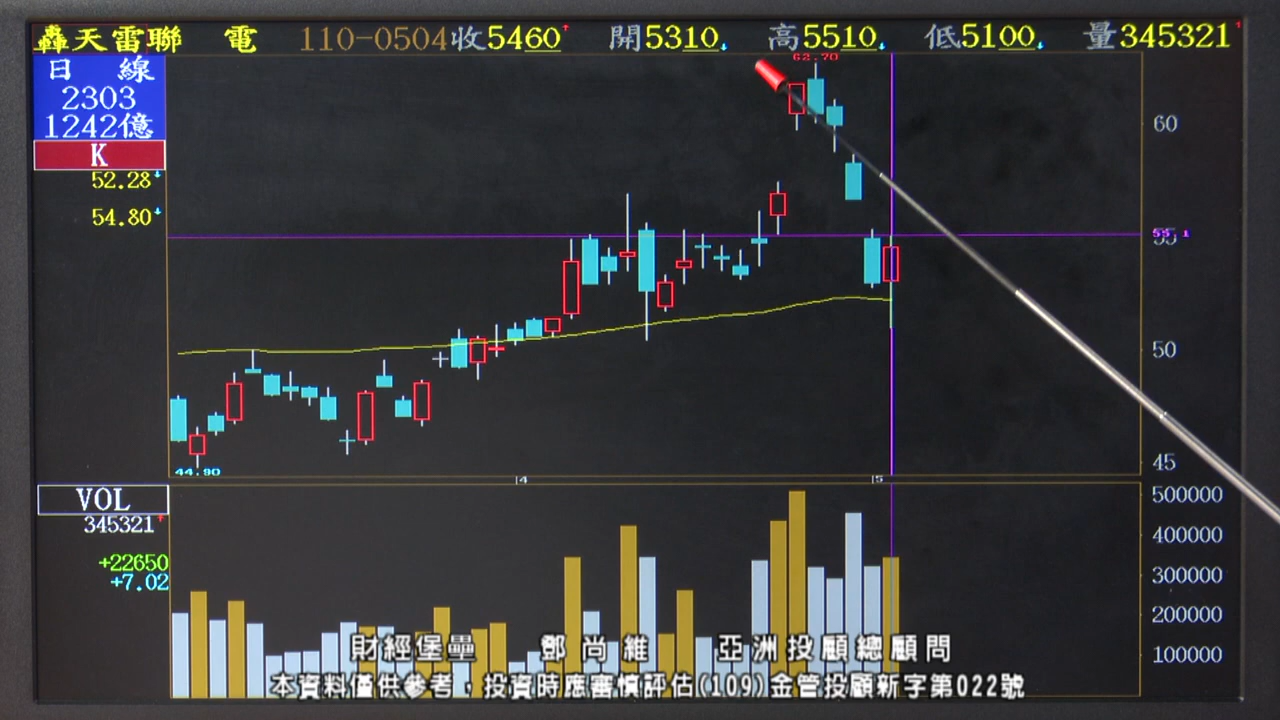 轟天雷聯 電 110-0504收5460↑ 開5310↓ 高5510↓ 低5100↓ 量345321↑
日 線
2303
1242億
K
52.28↓
54.80↓
62.70
60
55
55.1
50
45
44.90
4 5
VOL
345321↑
+22650
+7.02
500000
400000
300000
200000
100000
財經堡壘 鄭尚維 亞洲投顧總顧問
本資料僅供參考,投資時應審慎評估(109)金管投顧新字第022號